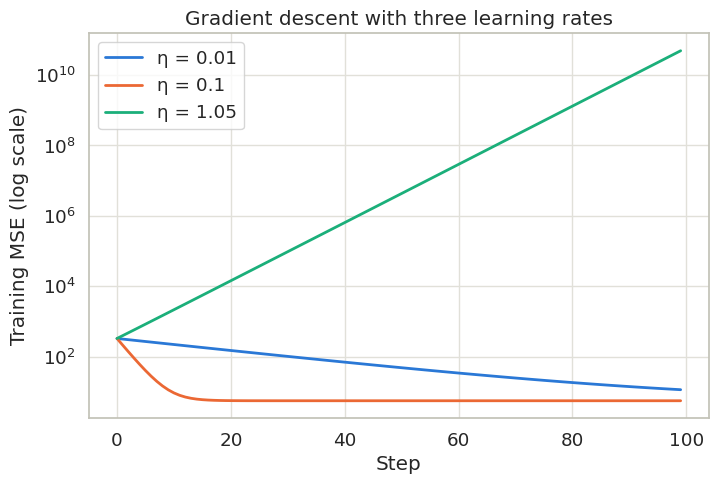 Gradient descent with three learning rates
η = 0.01
η = 0.1
η = 1.05
Training MSE (log scale)
10¹⁰
10⁸
10⁶
10⁴
10²
0 20 40 60 80 100
Step